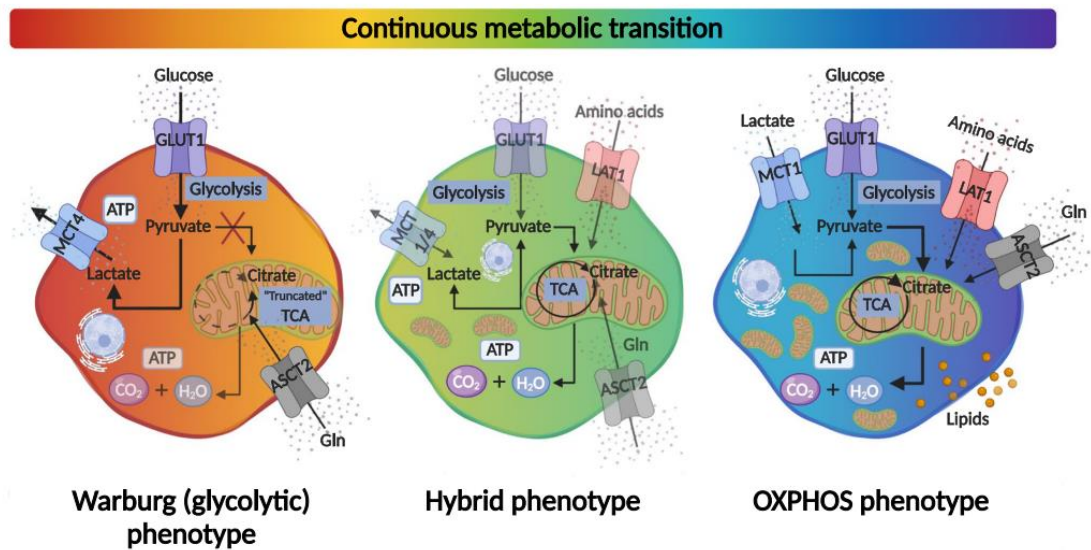 Continuous metabolic transition
Glucose
GLUT1
Glycolysis
ATP
Pyruvate
MCT4
Lactate
Citrate
"Truncated"
TCA
ATP
CO₂ + H₂O
ASCT2
Gln
Warburg (glycolytic)
phenotype
Glucose
Amino acids
GLUT1
LAT1
Glycolysis
MCT
1/4
Pyruvate
Lactate
Citrate
TCA
ATP
ATP
Gln
CO₂ + H₂O
ASCT2
Hybrid phenotype
Glucose
Lactate
Amino acids
GLUT1
MCT1
LAT1
Glycolysis
Gln
Pyruvate
ASCT2
Citrate
TCA
ATP
CO₂ + H₂O
Lipids
OXPHOS phenotype